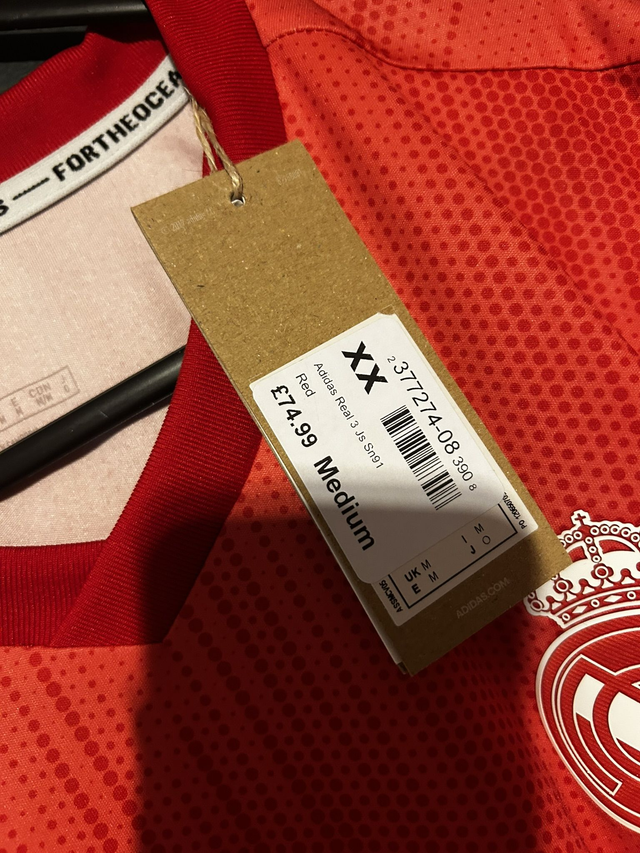 S — FORTHEOCEA
XX
2 377274-08 390 8
Adidas Real 3 Js Sn91
Red
£74.99 Medium
UK M
E M
I M
J O
ASSMCV05
ADIDAS.COM